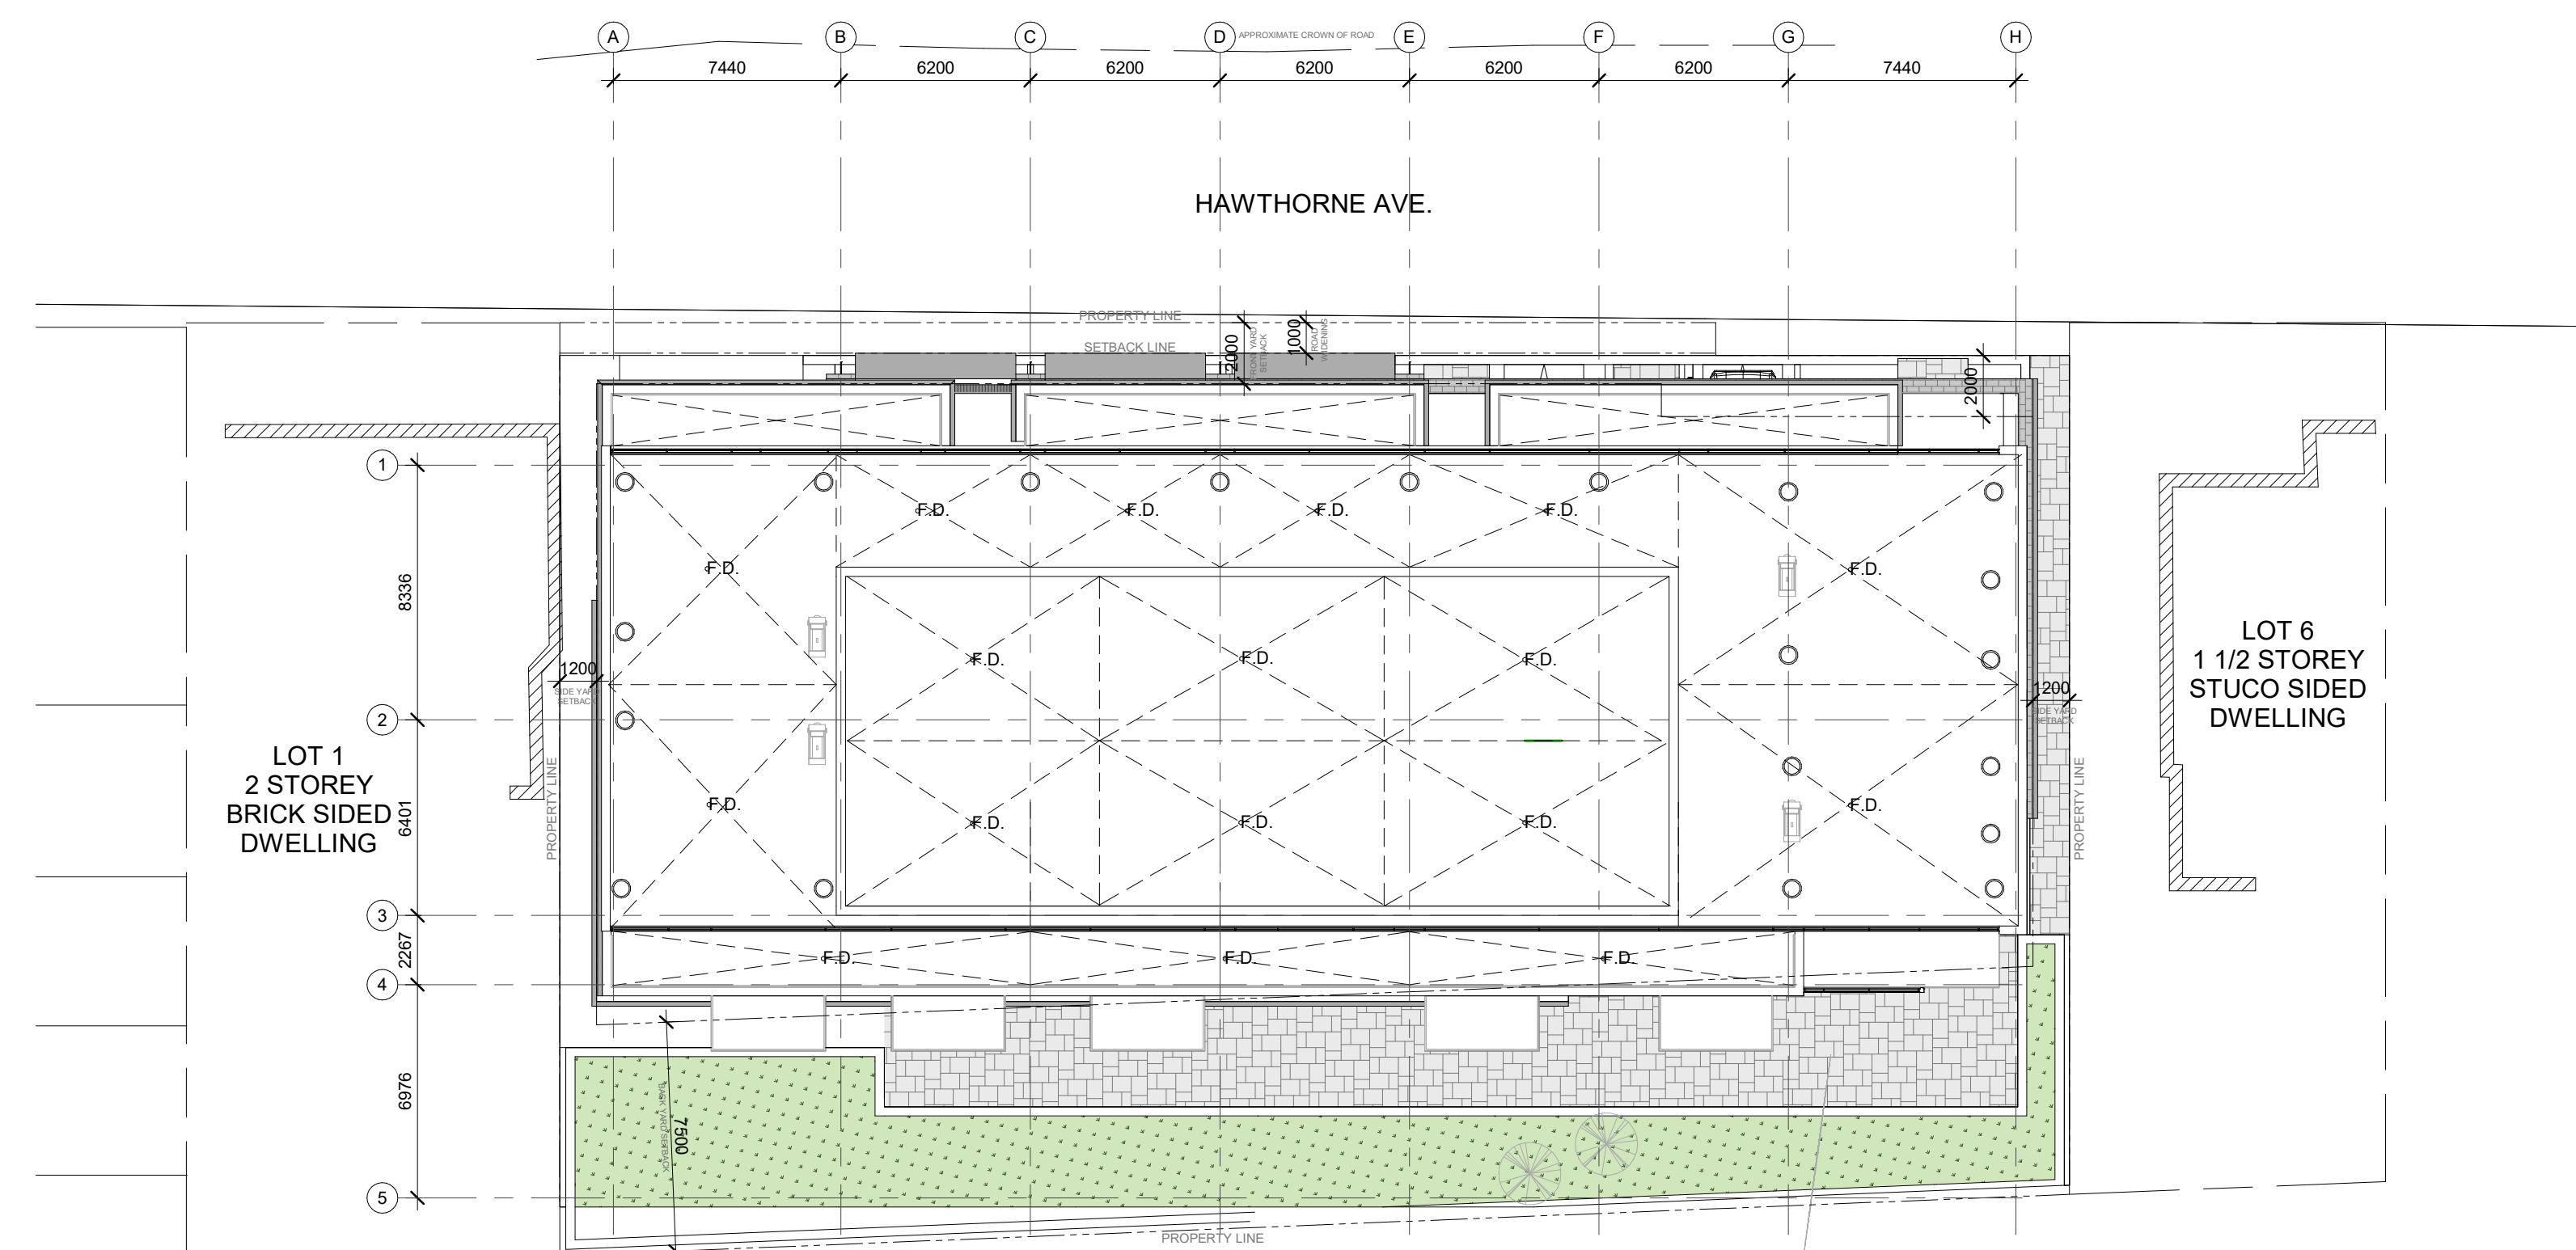 A B C D E F G H
APPROXIMATE CROWN OF ROAD
7440 6200 6200 6200 6200 6200 7440
HAWTHORNE AVE.
PROPERTY LINE
SETBACK LINE
2000
FRONT YARD
SETBACK
1000
ROAD
WIDENING
2000
1
F.D. F.D. F.D. F.D.
F.D. F.D.
8336
F.D. F.D. F.D.
1200
SIDE YARD
SETBACK
1200
SIDE YARD
SETBACK
LOT 6
1 1/2 STOREY
STUCO SIDED
DWELLING
2
LOT 1
2 STOREY
BRICK SIDED
DWELLING
6401
PROPERTY LINE
PROPERTY LINE
F.D. F.D.
F.D. F.D. F.D.
3
2267
F.D. F.D. F.D.
4
6976
BACK YARD SETBACK
7500
5
PROPERTY LINE